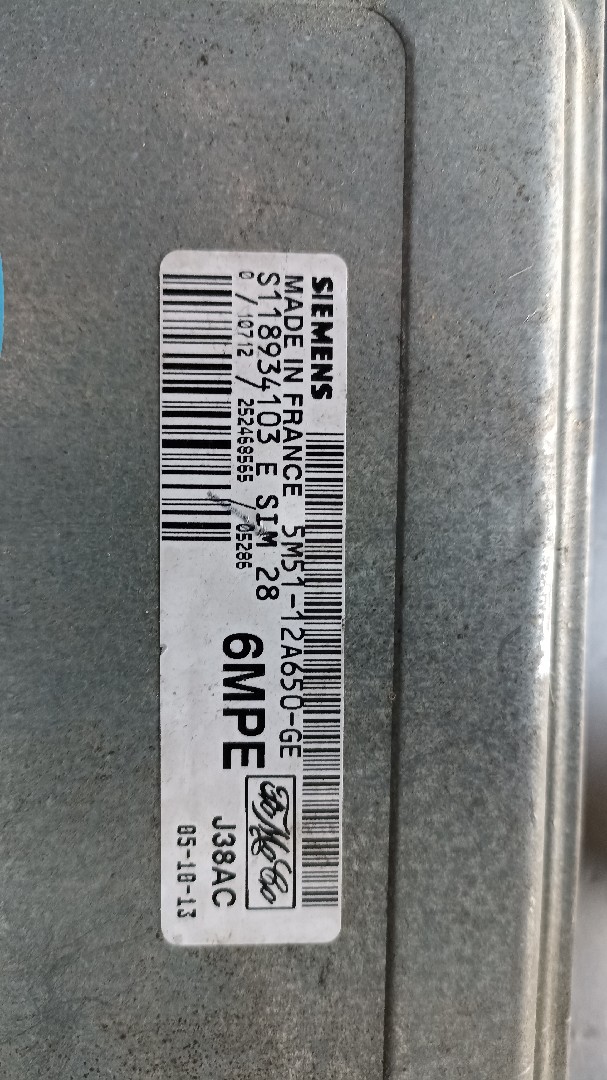 SIEMENS
MADE IN FRANCE 5M51-12A650-GE
S118934103 E SIM 28
0 / 10712 / 252468565 / 05286
6MPE
FoMoCo
J38AC
05-10-13